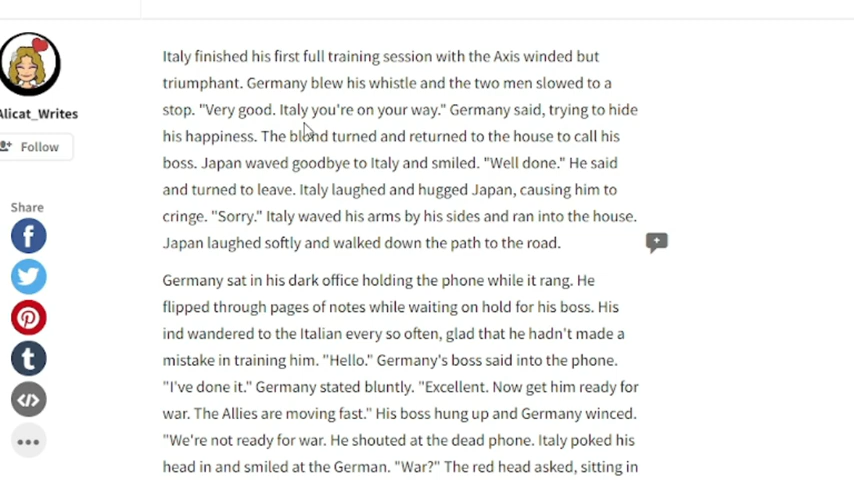 Italy finished his first full training session with the Axis winded but
triumphant. Germany blew his whistle and the two men slowed to a
stop. "Very good. Italy you're on your way." Germany said, trying to hide
his happiness. The blond turned and returned to the house to call his
boss. Japan waved goodbye to Italy and smiled. "Well done." He said
and turned to leave. Italy laughed and hugged Japan, causing him to
cringe. "Sorry." Italy waved his arms by his sides and ran into the house.
Japan laughed softly and walked down the path to the road.
Germany sat in his dark office holding the phone while it rang. He
flipped through pages of notes while waiting on hold for his boss. His
ind wandered to the Italian every so often, glad that he hadn't made a
mistake in training him. "Hello." Germany's boss said into the phone.
"I've done it." Germany stated bluntly. "Excellent. Now get him ready for
war. The Allies are moving fast." His boss hung up and Germany winced.
"We're not ready for war. He shouted at the dead phone. Italy poked his
head in and smiled at the German. "War?" The red head asked, sitting in
Alicat_Writes
Follow
Share